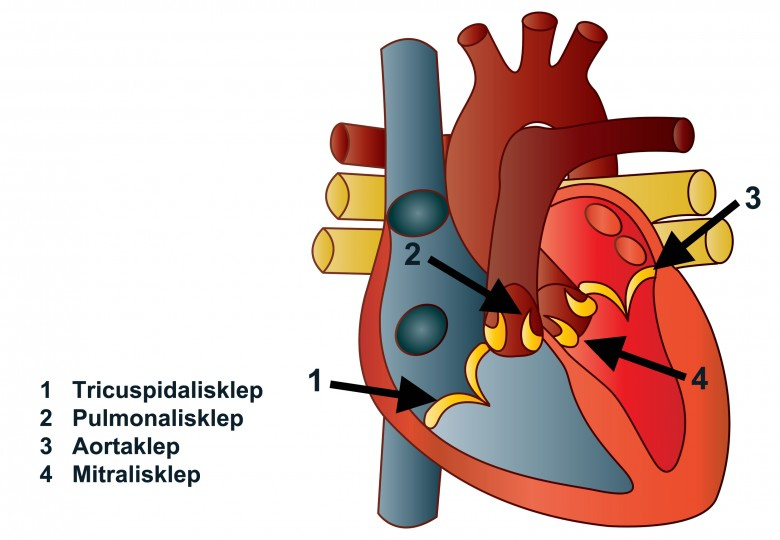 3
2
1
4
1 Tricuspidalisklep
2 Pulmonalisklep
3 Aortaklep
4 Mitralisklep